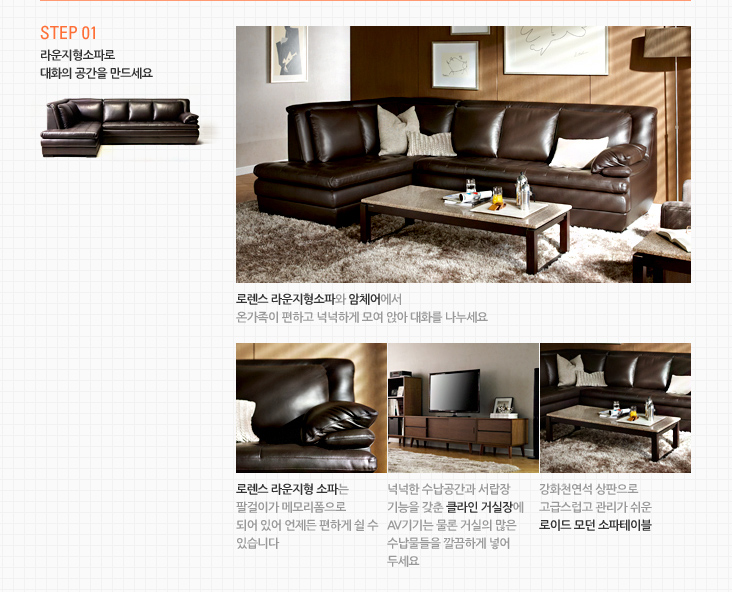 STEP 01
라운지형소파로
대화의 공간을 만드세요
로렌스 라운지형소파와 암체어에서
온가족이 편하고 넉넉하게 모여 앉아 대화를 나누세요
로렌스 라운지형 소파는
팔걸이가 메모리폼으로
되어 있어 언제든 편하게 쉴 수
있습니다
넉넉한 수납공간과 서랍장
기능을 갖춘 클라인 거실장에
AV기기는 물론 거실의 많은
수납물들을 깔끔하게 넣어
두세요
강화천연석 상판으로
고급스럽고 관리가 쉬운
로이드 모던 소파테이블